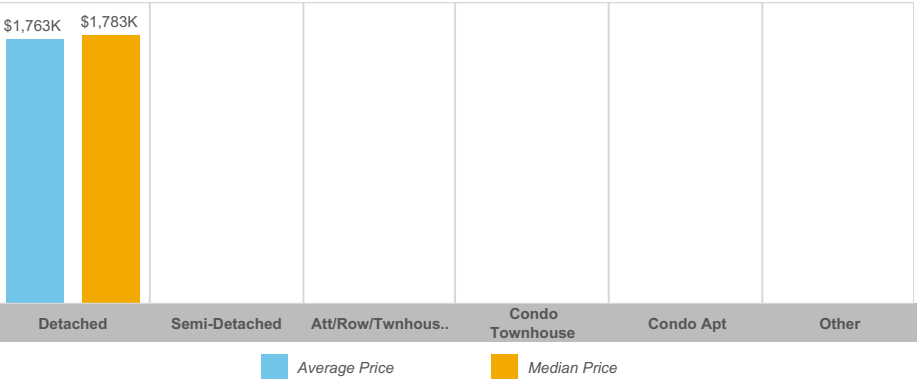 $1,763K
$1,783K
Detached
Semi-Detached
Att/Row/Twnhous..
Condo
Townhouse
Condo Apt
Other
Average Price
Median Price